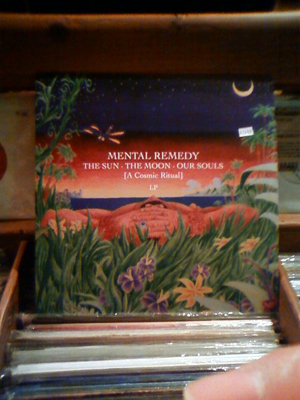 MENTAL REMEDY
THE SUN - THE MOON - OUR SOULS
[A Cosmic Ritual]
LP